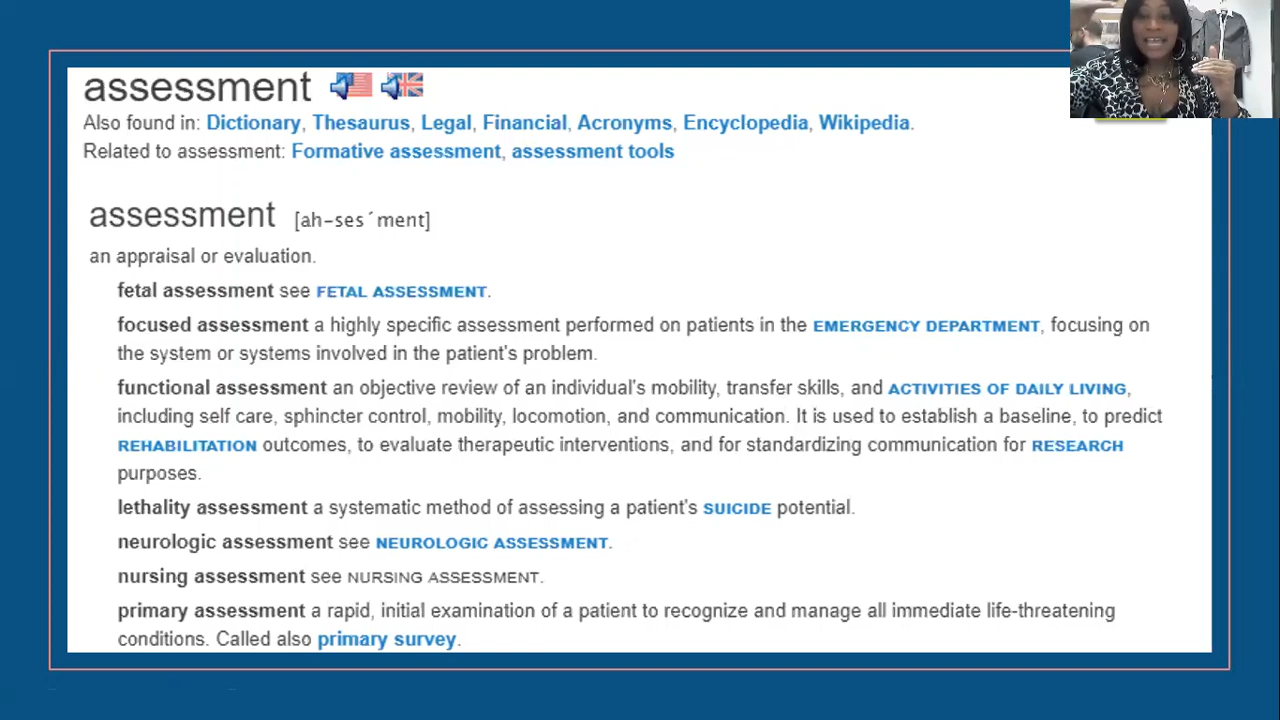 assessment
Also found in: Dictionary, Thesaurus, Legal, Financial, Acronyms, Encyclopedia, Wikipedia.
Related to assessment: Formative assessment, assessment tools
assessment [ah-ses´ment]
an appraisal or evaluation.
fetal assessment see FETAL ASSESSMENT.
focused assessment a highly specific assessment performed on patients in the EMERGENCY DEPARTMENT, focusing on
the system or systems involved in the patient's problem.
functional assessment an objective review of an individual's mobility, transfer skills, and ACTIVITIES OF DAILY LIVING,
including self care, sphincter control, mobility, locomotion, and communication. It is used to establish a baseline, to predict
REHABILITATION outcomes, to evaluate therapeutic interventions, and for standardizing communication for RESEARCH
purposes.
lethality assessment a systematic method of assessing a patient's SUICIDE potential.
neurologic assessment see NEUROLOGIC ASSESSMENT.
nursing assessment see NURSING ASSESSMENT.
primary assessment a rapid, initial examination of a patient to recognize and manage all immediate life-threatening
conditions. Called also primary survey.